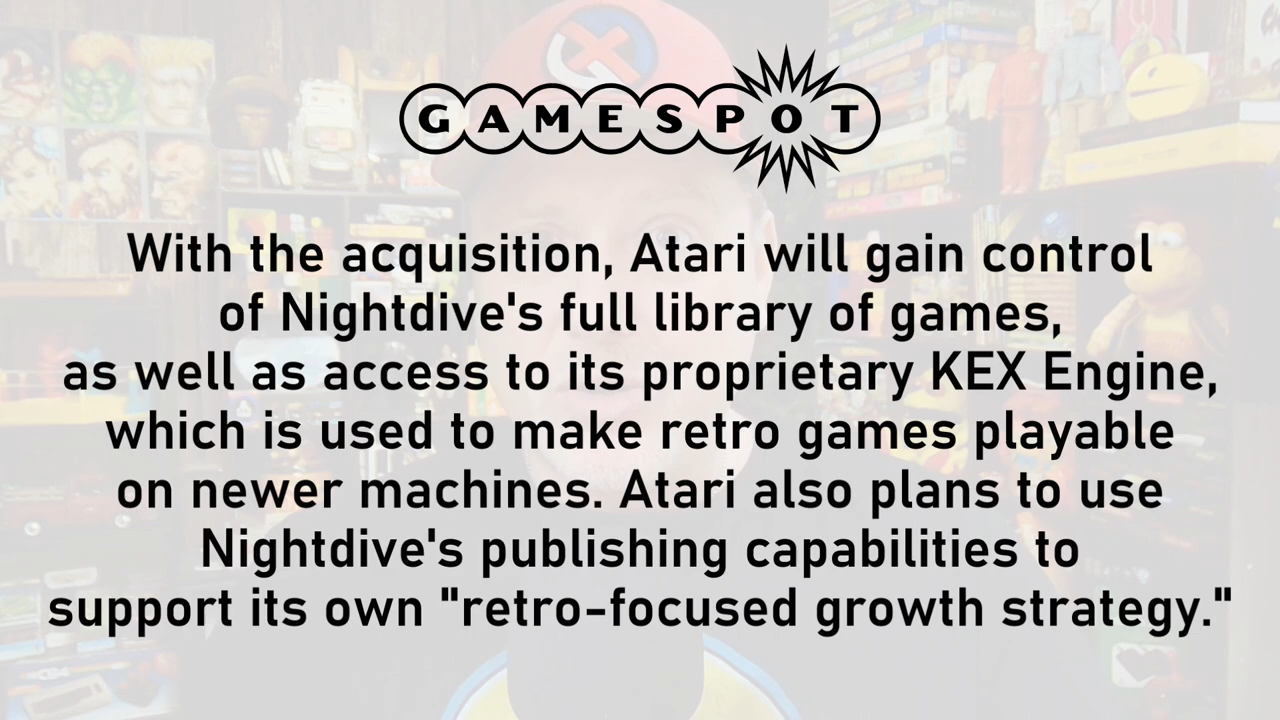 GAMESPOT
With the acquisition, Atari will gain control
of Nightdive's full library of games,
as well as access to its proprietary KEX Engine,
which is used to make retro games playable
on newer machines. Atari also plans to use
Nightdive's publishing capabilities to
support its own "retro-focused growth strategy."